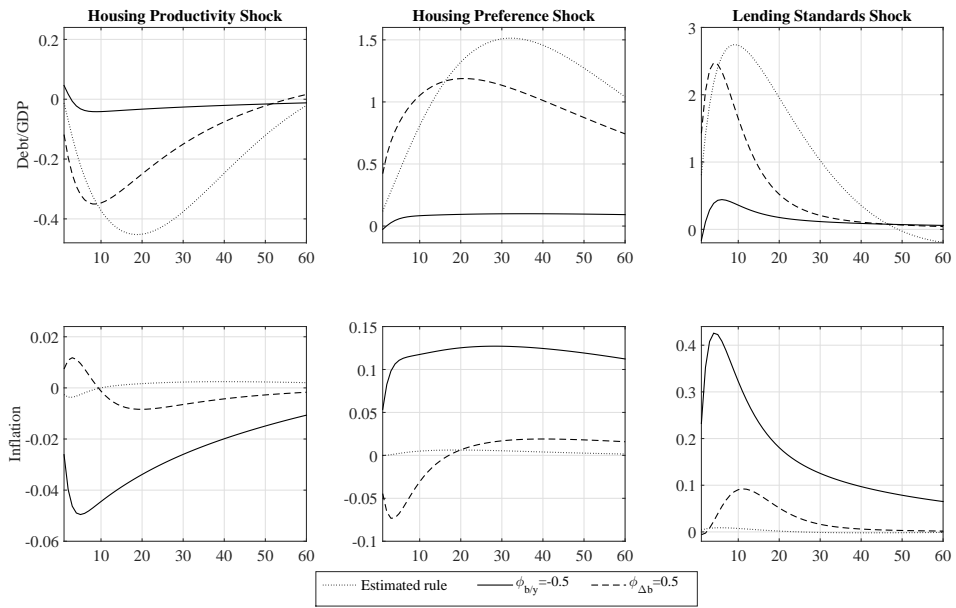 Housing Productivity Shock
Housing Preference Shock
Lending Standards Shock
Debt/GDP
0.2
0
-0.2
-0.4
10 20 30 40 50 60
1.5
1
0.5
0
10 20 30 40 50 60
3
2
1
0
10 20 30 40 50 60
Inflation
0.02
0
-0.02
-0.04
-0.06
10 20 30 40 50 60
0.15
0.1
0.05
0
-0.05
-0.1
10 20 30 40 50 60
0.4
0.3
0.2
0.1
0
10 20 30 40 50 60
Estimated rule ϕb/y=-0.5 ϕΔb=0.5